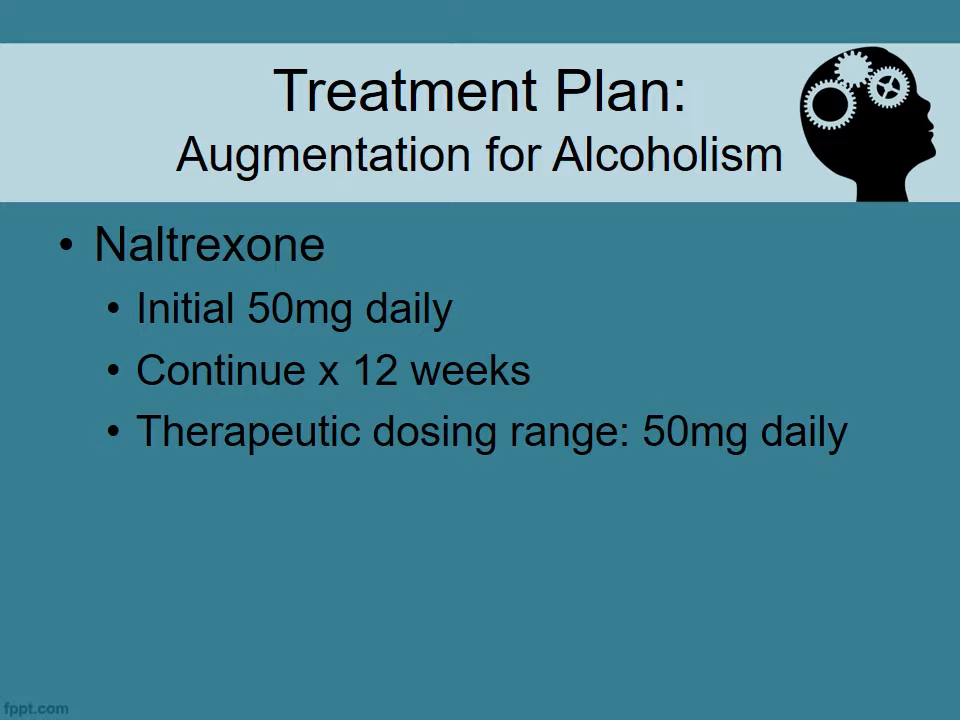 Treatment Plan:
Augmentation for Alcoholism
• Naltrexone
• Initial 50mg daily
• Continue x 12 weeks
• Therapeutic dosing range: 50mg daily
fppt.com